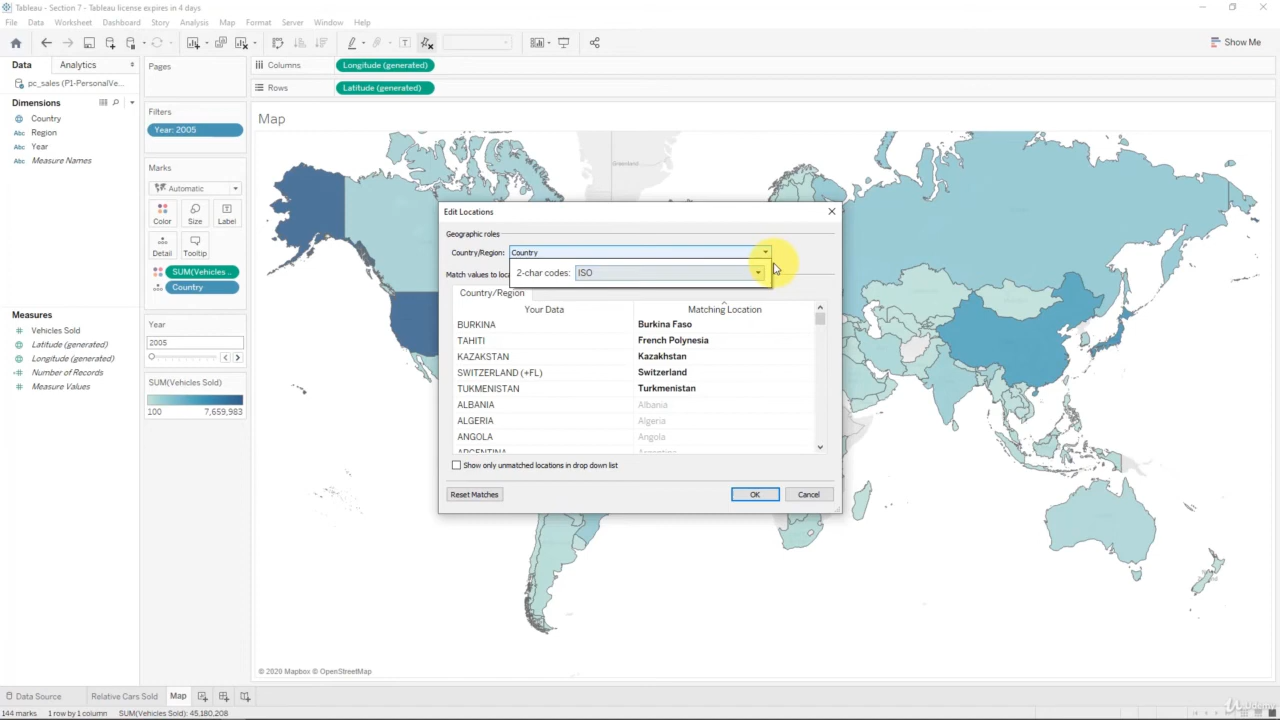 Tableau - Section 7 - Tableau license expires in 4 days
File Data Worksheet Dashboard Story Analysis Map Format Server Window Help
Show Me
Data Analytics
pc_sales (P1-PersonalVe...
Dimensions
Country
Region
Year
Measure Names
Measures
Vehicles Sold
Latitude (generated)
Longitude (generated)
Number of Records
Measure Values
Pages
Filters
Year: 2005
Marks
Automatic
Color Size Label
Detail Tooltip
SUM(Vehicles ..
Country
Year
2005
SUM(Vehicles Sold)
100 7,659,983
Columns Longitude (generated)
Rows Latitude (generated)
Map
Greenland
Edit Locations
Geographic roles
Country/Region: Country
2-char codes: ISO
Match values to loca
Country/Region
Your Data Matching Location
BURKINA Burkina Faso
TAHITI French Polynesia
KAZAKSTAN Kazakhstan
SWITZERLAND (+FL) Switzerland
TUKMENISTAN Turkmenistan
ALBANIA Albania
ALGERIA Algeria
ANGOLA Angola
ARGENTINA Argentina
Show only unmatched locations in drop down list
Reset Matches OK Cancel
© 2020 Mapbox © OpenStreetMap
Data Source Relative Cars Sold Map
144 marks 1 row by 1 column SUM(Vehicles Sold): 45,180,208
Udemy